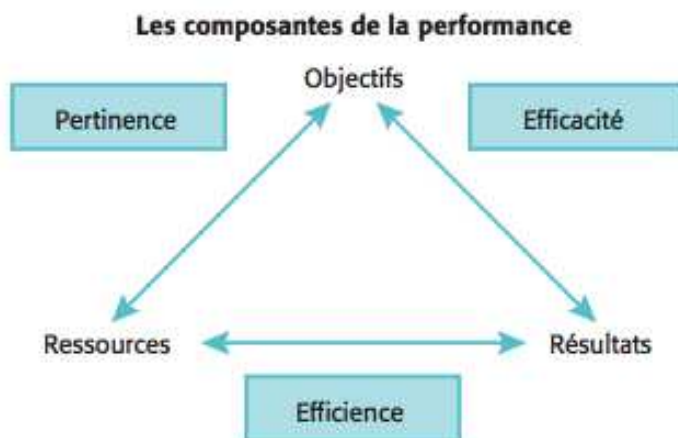 Les composantes de la performance
Objectifs
Pertinence
Efficacité
Ressources
Résultats
Efficience